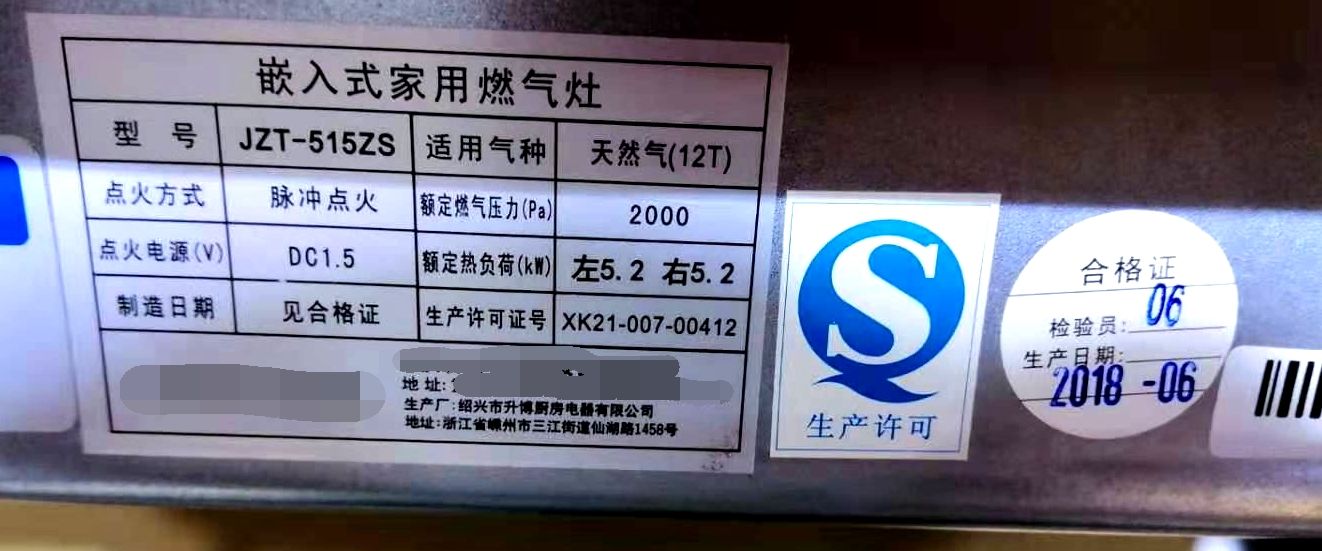 嵌入式家用燃气灶
型号 JZT-515ZS 适用气种 天然气(12T)
点火方式 脉冲点火 额定燃气压力(Pa) 2000
点火电源(V) DC1.5 额定热负荷(kW) 左5.2 右5.2
制造日期 见合格证 生产许可证号 XK21-007-00412
地址:
生产厂:绍兴市升博厨房电器有限公司
地址:浙江省嵊州市三江街道仙湖路1458号
S
生产许可
合格证
检验员: 06
生产日期:
2018-06